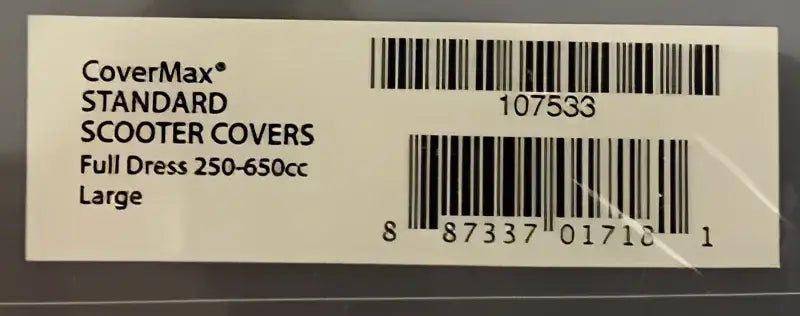 CoverMax®
STANDARD
SCOOTER COVERS
Full Dress 250-650cc
Large
107533
8 87337 01718 1